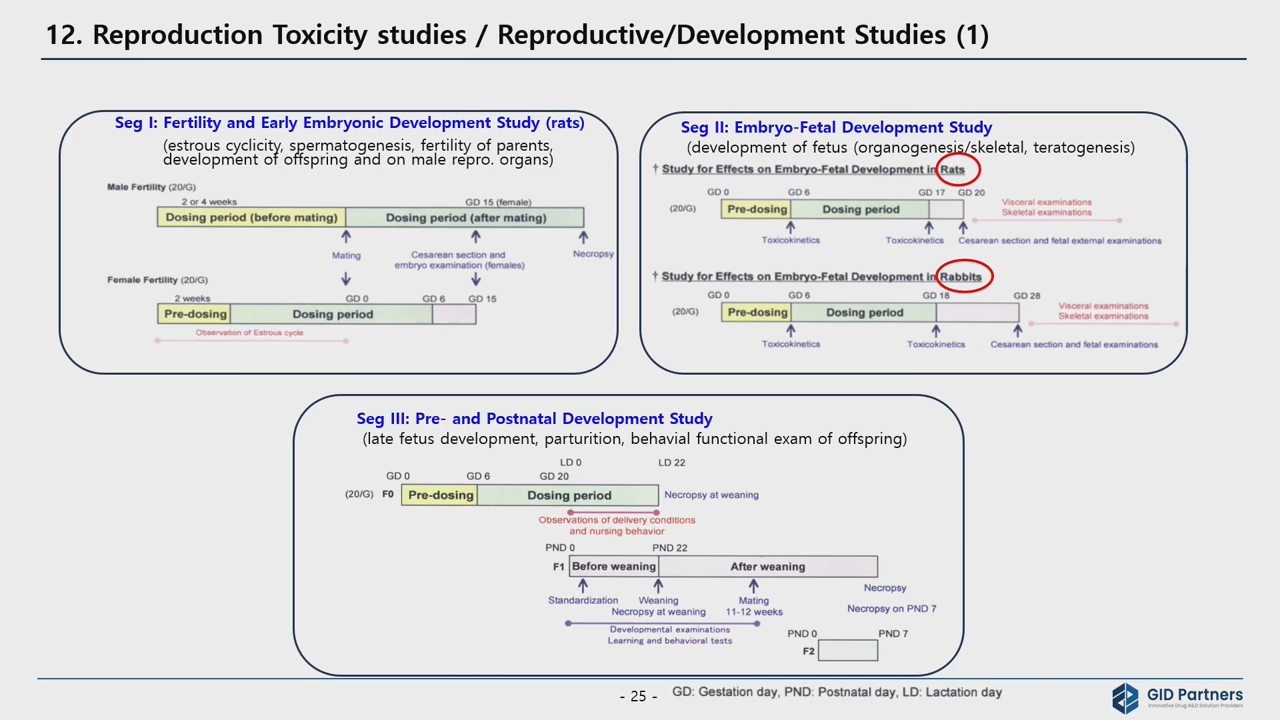 12. Reproduction Toxicity studies / Reproductive/Development Studies (1)
Seg I: Fertility and Early Embryonic Development Study (rats)
(estrous cyclicity, spermatogenesis, fertility of parents,
development of offspring and on male repro. organs)
Male Fertility (20/G)
2 or 4 weeks
GD 15 (female)
Dosing period (before mating)
Dosing period (after mating)
Mating
Cesarean section and
embryo examination (females)
Necropsy
Female Fertility (20/G)
2 weeks
GD 0
GD 6
GD 15
Pre-dosing
Dosing period
Observation of Estrous cycle
Seg II: Embryo-Fetal Development Study
(development of fetus (organogenesis/skeletal, teratogenesis)
† Study for Effects on Embryo-Fetal Development in Rats
GD 0
GD 6
GD 17
GD 20
(20/G)
Pre-dosing
Dosing period
Visceral examinations
Skeletal examinations
Toxicokinetics
Toxicokinetics
Cesarean section and fetal external examinations
† Study for Effects on Embryo-Fetal Development in Rabbits
GD 0
GD 6
GD 18
GD 28
(20/G)
Pre-dosing
Dosing period
Visceral examinations
Skeletal examinations
Toxicokinetics
Toxicokinetics
Cesarean section and fetal examinations
Seg III: Pre- and Postnatal Development Study
(late fetus development, parturition, behavial functional exam of offspring)
LD 0
LD 22
GD 0
GD 6
GD 20
(20/G) F0
Pre-dosing
Dosing period
Necropsy at weaning
Observations of delivery conditions
and nursing behavior
PND 0
PND 22
F1
Before weaning
After weaning
Standardization
Weaning
Necropsy at weaning
Mating
11-12 weeks
Necropsy
Necropsy on PND 7
Developmental examinations
Learning and behavioral tests
PND 0
PND 7
F2
- 25 -
GD: Gestation day, PND: Postnatal day, LD: Lactation day
GID Partners
Innovative Drug R&D Solution Providers